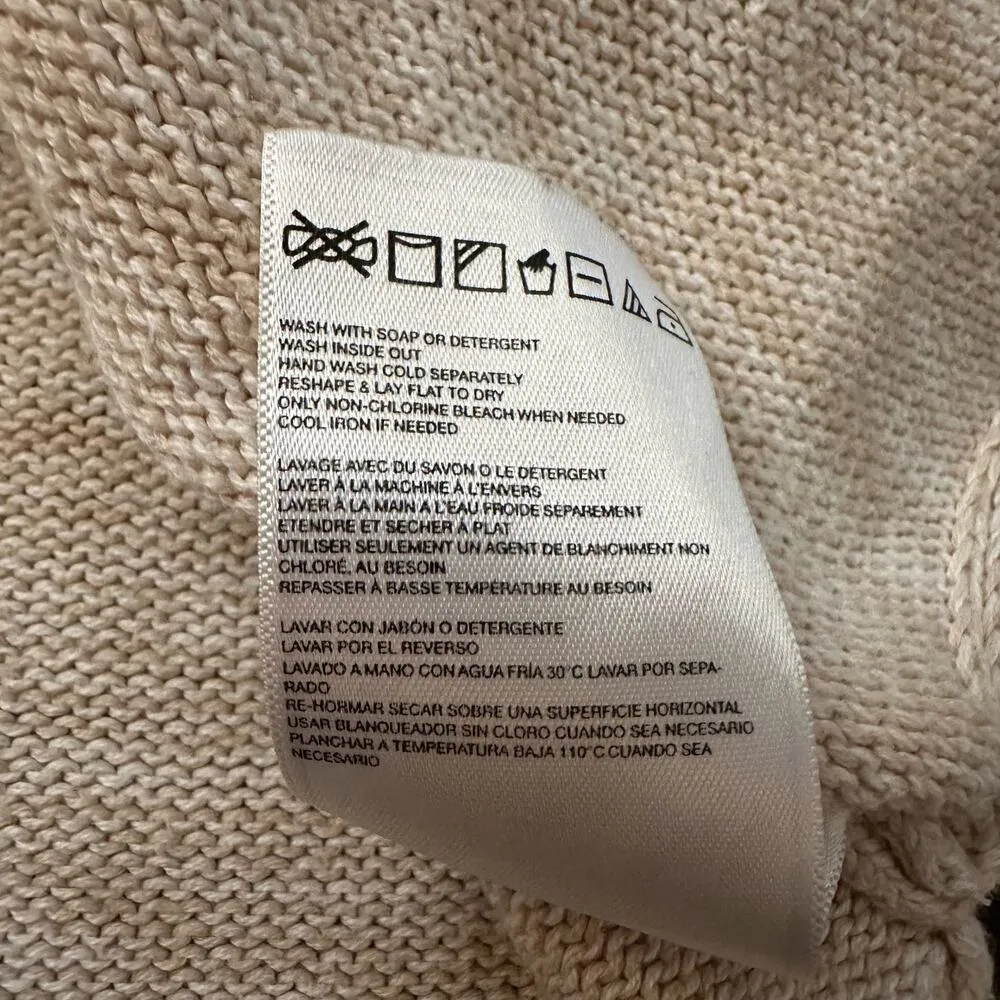 WASH WITH SOAP OR DETERGENT
WASH INSIDE OUT
HAND WASH COLD SEPARATELY
RESHAPE & LAY FLAT TO DRY
ONLY NON-CHLORINE BLEACH WHEN NEEDED
COOL IRON IF NEEDED
LAVAGE AVEC DU SAVON O LE DETERGENT
LAVER À LA MACHINE À L'ENVERS
LAVER À LA MAIN A L'EAU FROIDE SEPAREMENT
ETENDRE ET SECHER À PLAT
UTILISER SEULEMENT UN AGENT DE BLANCHIMENT NON
CHLORÉ, AU BESOIN
REPASSER À BASSE TEMPÉRATURE AU BESOIN
LAVAR CON JABÓN O DETERGENTE
LAVAR POR EL REVERSO
LAVADO A MANO CON AGUA FRÍA 30°C LAVAR POR SEPA-
RADO
RE-HORMAR SECAR SOBRE UNA SUPERFICIE HORIZONTAL
USAR BLANQUEADOR SIN CLORO CUANDO SEA NECESARIO
PLANCHAR A TEMPERATURA BAJA 110°C CUANDO SEA
NECESARIO